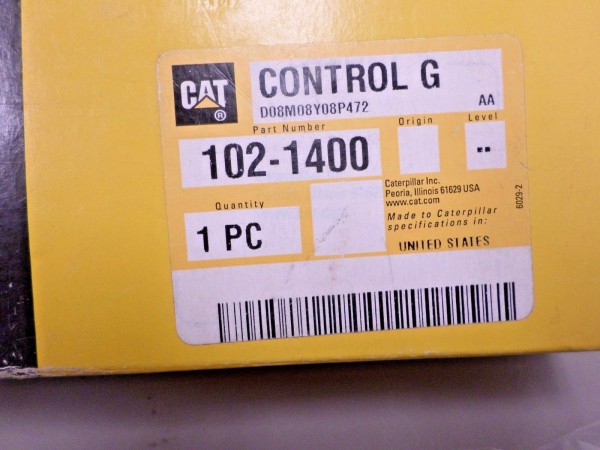 CAT®
CONTROL G
D08M08Y08P472
AA
Part Number
Origin
Level
102-1400
--
Quantity
1 PC
Caterpillar Inc.
Peoria, Illinois 61629 USA
www.cat.com
Made to Caterpillar
specifications in:
UNITED STATES
6029-2